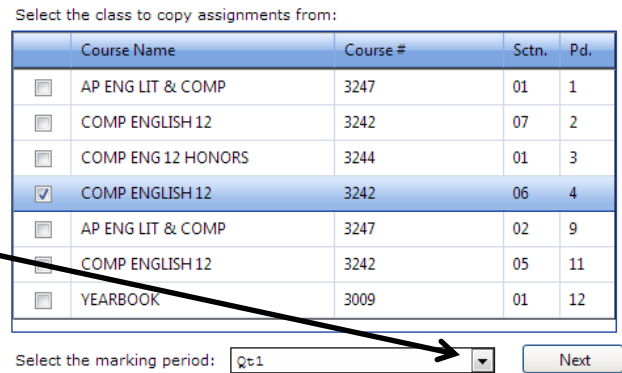 Select the class to copy assignments from:
Course Name Course # Sctn. Pd.
AP ENG LIT & COMP 3247 01 1
COMP ENGLISH 12 3242 07 2
COMP ENG 12 HONORS 3244 01 3
COMP ENGLISH 12 3242 06 4
AP ENG LIT & COMP 3247 02 9
COMP ENGLISH 12 3242 05 11
YEARBOOK 3009 01 12
Select the marking period: Qt1 Next